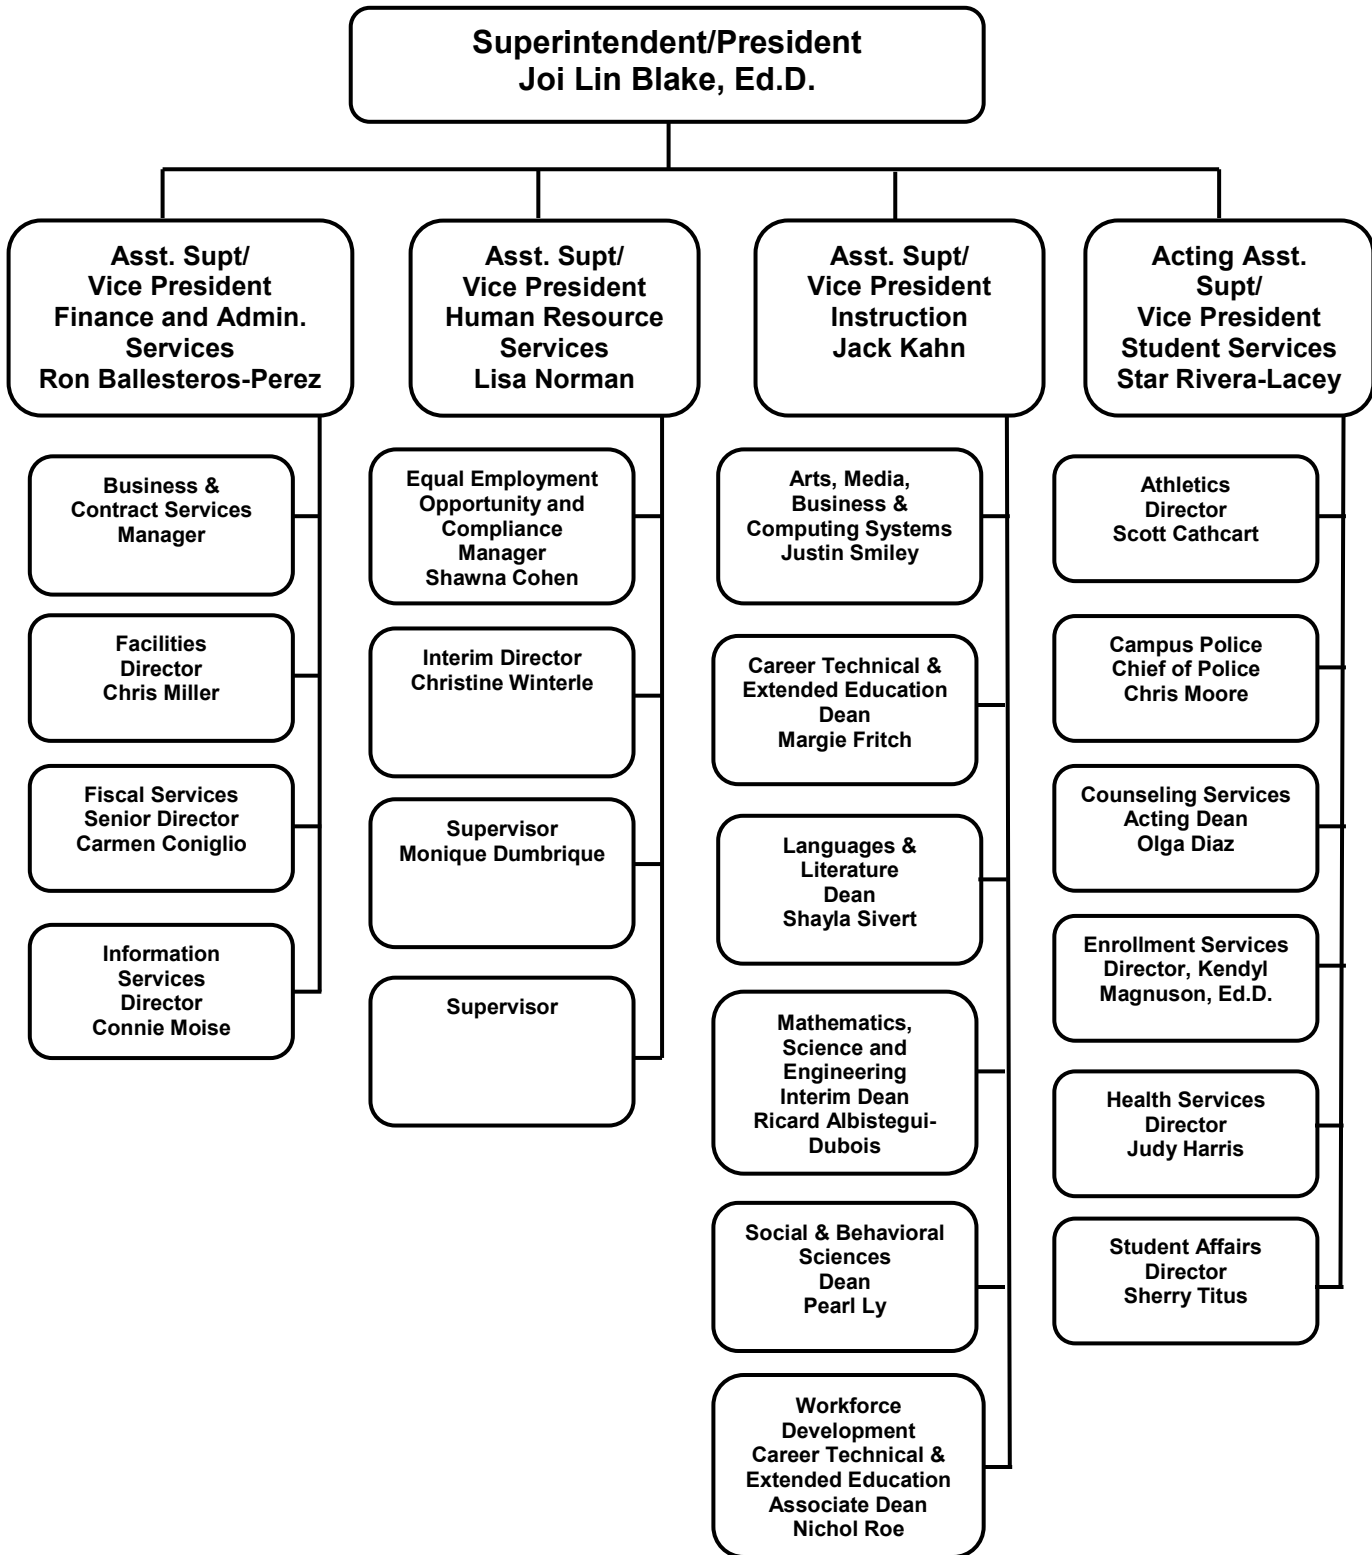 Superintendent/President
Joi Lin Blake, Ed.D.
Asst. Supt/
Vice President
Finance and Admin.
Services
Ron Ballesteros-Perez
Business &
Contract Services
Manager
Facilities
Director
Chris Miller
Fiscal Services
Senior Director
Carmen Coniglio
Information
Services
Director
Connie Moise
Asst. Supt/
Vice President
Human Resource
Services
Lisa Norman
Equal Employment
Opportunity and
Compliance
Manager
Shawna Cohen
Interim Director
Christine Winterle
Supervisor
Monique Dumbrique
Supervisor
Asst. Supt/
Vice President
Instruction
Jack Kahn
Arts, Media,
Business &
Computing Systems
Justin Smiley
Career Technical &
Extended Education
Dean
Margie Fritch
Languages &
Literature
Dean
Shayla Sivert
Mathematics,
Science and
Engineering
Interim Dean
Ricard Albistegui-
Dubois
Social & Behavioral
Sciences
Dean
Pearl Ly
Workforce
Development
Career Technical &
Extended Education
Associate Dean
Nichol Roe
Acting Asst.
Supt/
Vice President
Student Services
Star Rivera-Lacey
Athletics
Director
Scott Cathcart
Campus Police
Chief of Police
Chris Moore
Counseling Services
Acting Dean
Olga Diaz
Enrollment Services
Director, Kendyl
Magnuson, Ed.D.
Health Services
Director
Judy Harris
Student Affairs
Director
Sherry Titus